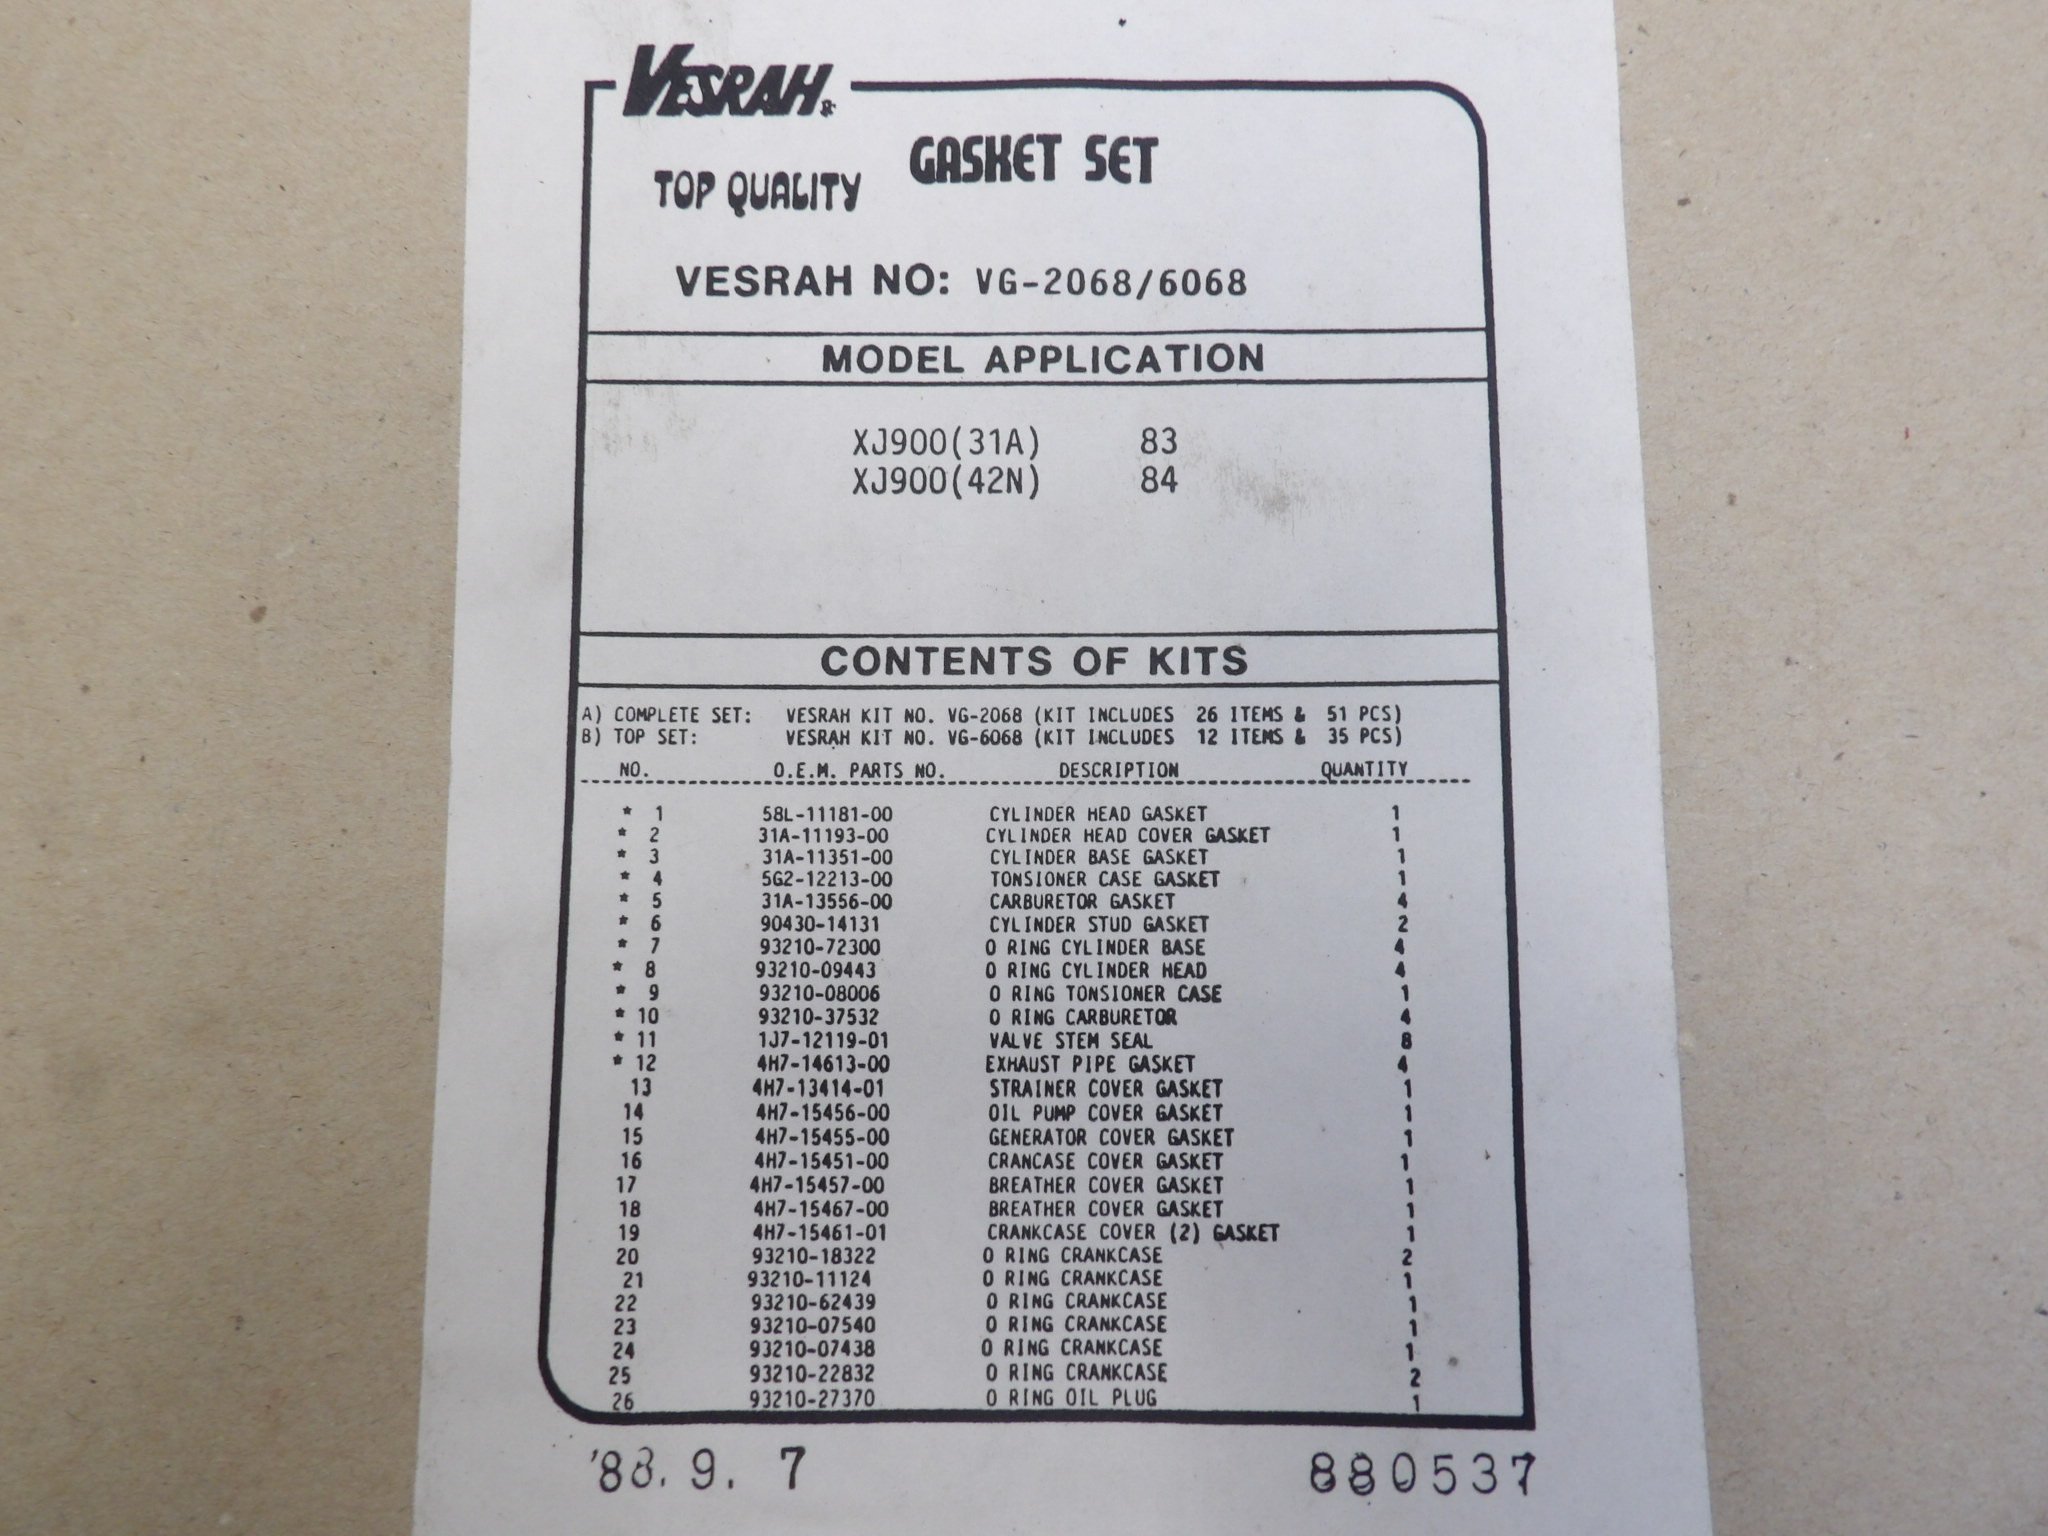 VESRAH®
TOP QUALITY GASKET SET
VESRAH NO: VG-2068/6068
MODEL APPLICATION
XJ900(31A) 83
XJ900(42N) 84
CONTENTS OF KITS
A) COMPLETE SET: VESRAH KIT NO. VG-2068 (KIT INCLUDES 26 ITEMS & 51 PCS)
B) TOP SET: VESRAH KIT NO. VG-6068 (KIT INCLUDES 12 ITEMS & 35 PCS)
NO. O.E.M. PARTS NO. DESCRIPTION QUANTITY
* 1 58L-11181-00 CYLINDER HEAD GASKET 1
* 2 31A-11193-00 CYLINDER HEAD COVER GASKET 1
* 3 31A-11351-00 CYLINDER BASE GASKET 1
* 4 5G2-12213-00 TONSIONER CASE GASKET 1
* 5 31A-13556-00 CARBURETOR GASKET 4
* 6 90430-14131 CYLINDER STUD GASKET 2
* 7 93210-72300 O RING CYLINDER BASE 4
* 8 93210-09443 O RING CYLINDER HEAD 4
* 9 93210-08006 O RING TONSIONER CASE 1
* 10 93210-37532 O RING CARBURETOR 4
* 11 1J7-12119-01 VALVE STEM SEAL 8
* 12 4H7-14613-00 EXHAUST PIPE GASKET 4
13 4H7-13414-01 STRAINER COVER GASKET 1
14 4H7-15456-00 OIL PUMP COVER GASKET 1
15 4H7-15455-00 GENERATOR COVER GASKET 1
16 4H7-15451-00 CRANCASE COVER GASKET 1
17 4H7-15457-00 BREATHER COVER GASKET 1
18 4H7-15467-00 BREATHER COVER GASKET 1
19 4H7-15461-01 CRANKCASE COVER (2) GASKET 1
20 93210-18322 O RING CRANKCASE 2
21 93210-11124 O RING CRANKCASE 1
22 93210-62439 O RING CRANKCASE 1
23 93210-07540 O RING CRANKCASE 1
24 93210-07438 O RING CRANKCASE 1
25 93210-22832 O RING CRANKCASE 2
26 93210-27370 O RING OIL PLUG 1
'88. 9. 7 880537